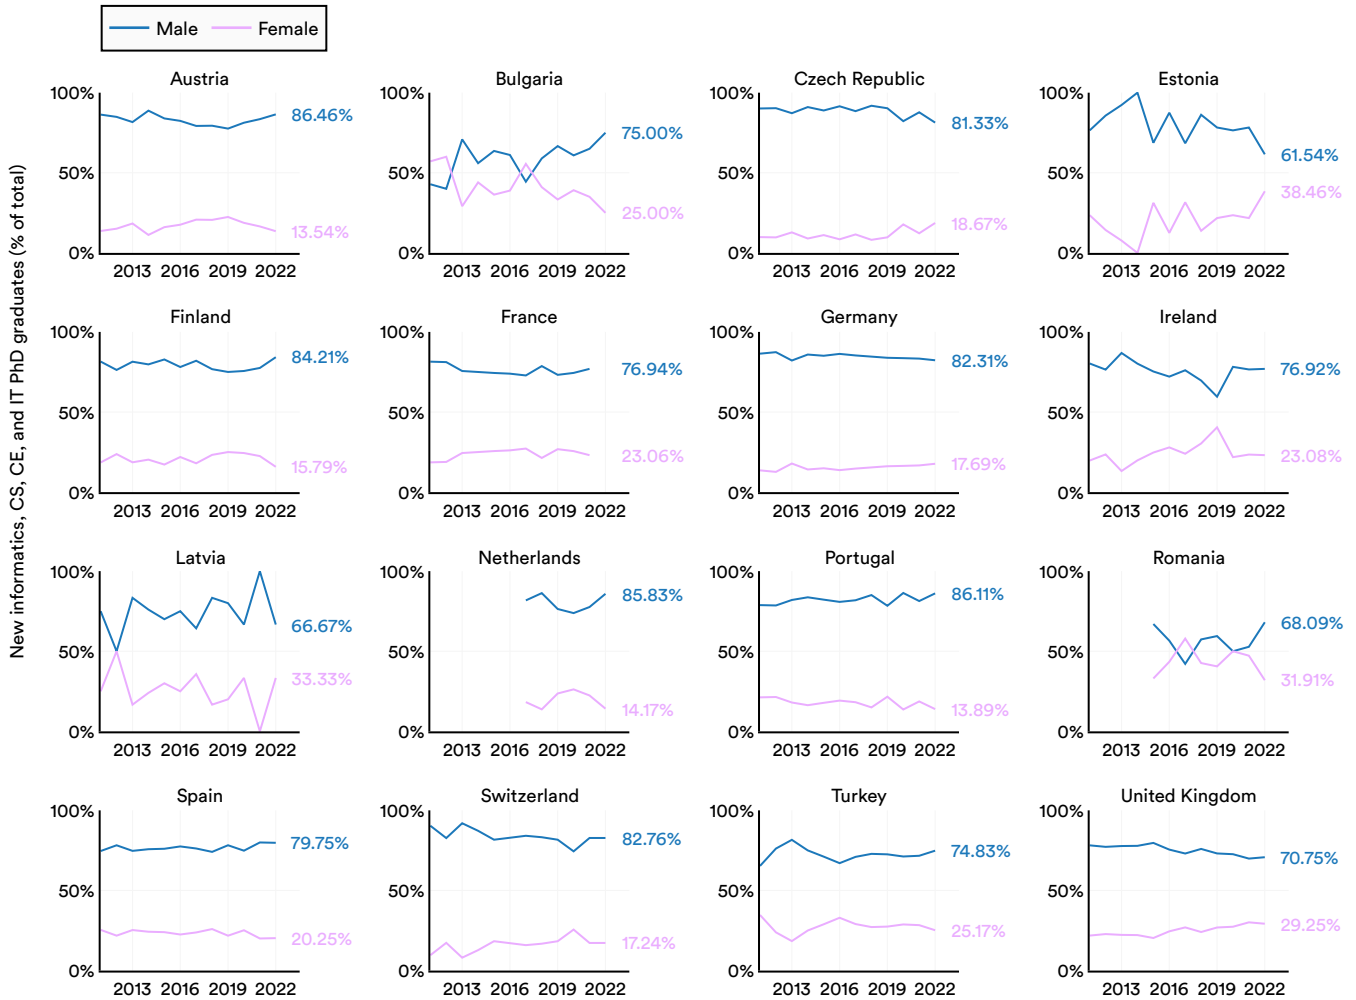 Male Female
New informatics, CS, CE, and IT PhD graduates (% of total)
Austria Bulgaria Czech Republic Estonia
100% 100% 100% 100%
86.46% 75.00% 81.33% 61.54%
50% 50% 50% 50%
13.54% 25.00% 18.67% 38.46%
0% 0% 0% 0%
2013 2016 2019 2022 2013 2016 2019 2022 2013 2016 2019 2022 2013 2016 2019 2022
Finland France Germany Ireland
100% 100% 100% 100%
84.21% 76.94% 82.31% 76.92%
50% 50% 50% 50%
15.79% 23.06% 17.69% 23.08%
0% 0% 0% 0%
2013 2016 2019 2022 2013 2016 2019 2022 2013 2016 2019 2022 2013 2016 2019 2022
Latvia Netherlands Portugal Romania
100% 100% 100% 100%
66.67% 85.83% 86.11% 68.09%
50% 50% 50% 50%
33.33% 14.17% 13.89% 31.91%
0% 0% 0% 0%
2013 2016 2019 2022 2013 2016 2019 2022 2013 2016 2019 2022 2013 2016 2019 2022
Spain Switzerland Turkey United Kingdom
100% 100% 100% 100%
79.75% 82.76% 74.83% 70.75%
50% 50% 50% 50%
20.25% 17.24% 25.17% 29.25%
0% 0% 0% 0%
2013 2016 2019 2022 2013 2016 2019 2022 2013 2016 2019 2022 2013 2016 2019 2022